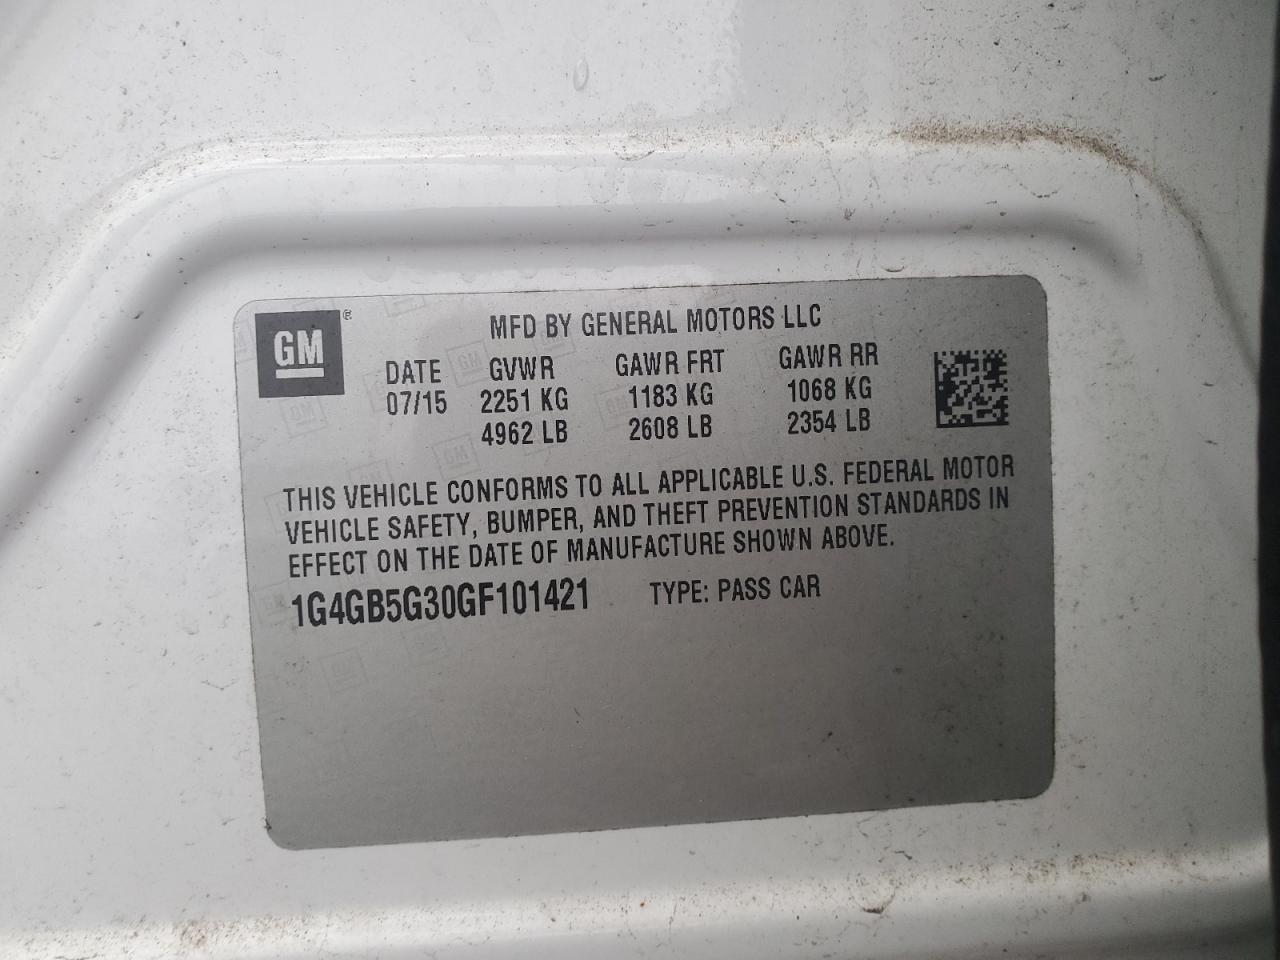 GM ®
MFD BY GENERAL MOTORS LLC
DATE GVWR GAWR FRT GAWR RR
07/15 2251 KG 1183 KG 1068 KG
4962 LB 2608 LB 2354 LB
THIS VEHICLE CONFORMS TO ALL APPLICABLE U.S. FEDERAL MOTOR
VEHICLE SAFETY, BUMPER, AND THEFT PREVENTION STANDARDS IN
EFFECT ON THE DATE OF MANUFACTURE SHOWN ABOVE.
1G4GB5G30GF101421 TYPE: PASS CAR